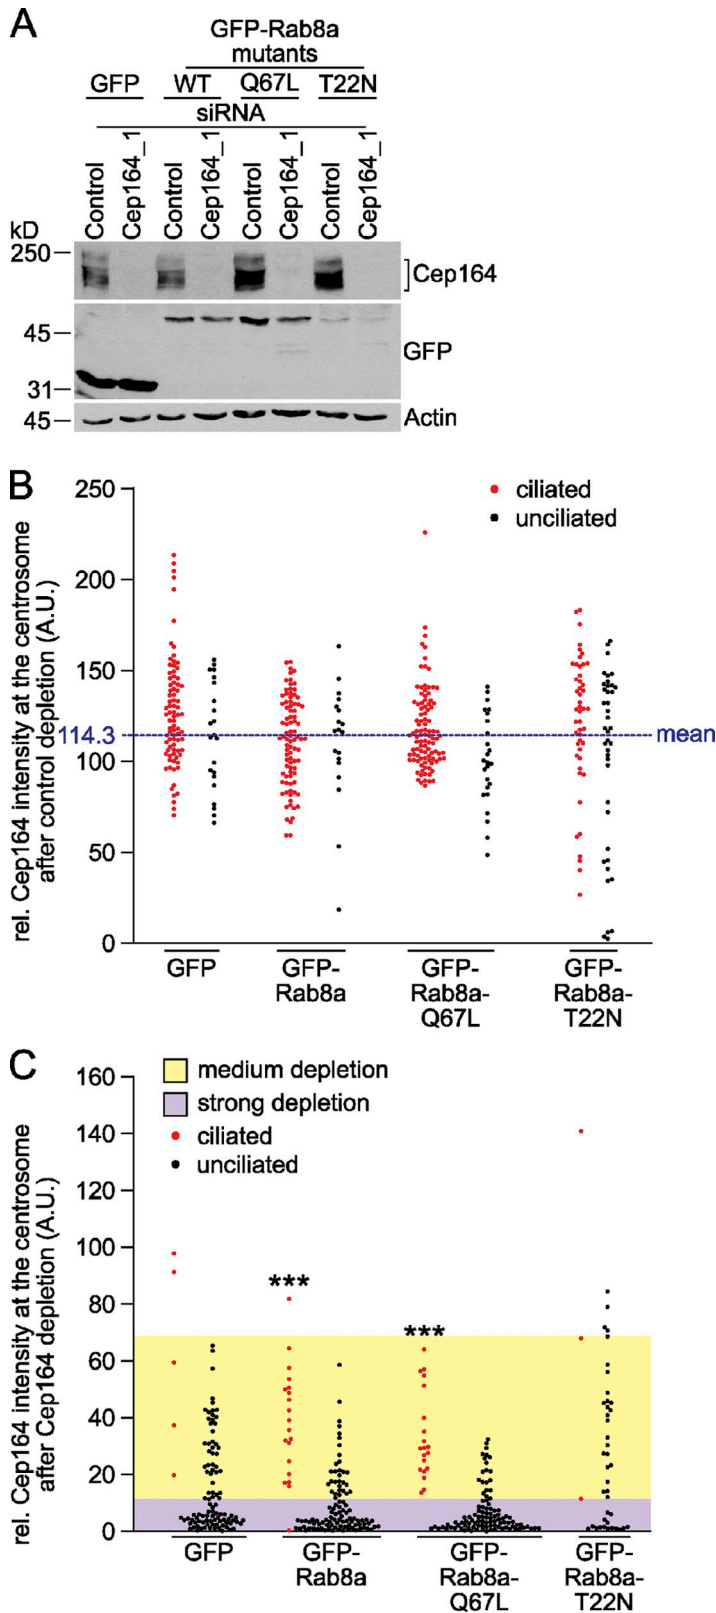 A
GFP-Rab8a
mutants
GFP
WT
Q67L
T22N
siRNA
Control
Cep164_1
Control
Cep164_1
Control
Cep164_1
Control
Cep164_1
kD
250
Cep164
45
GFP
31
45
Actin
B
rel. Cep164 intensity at the centrosome
after control depletion (A.U.)
250
200
150
114.3
100
50
0
ciliated
unciliated
mean
GFP
GFP-
Rab8a
GFP-
Rab8a-
Q67L
GFP-
Rab8a-
T22N
C
rel. Cep164 intensity at the centrosome
after Cep164 depletion (A.U.)
160
140
120
100
80
60
40
20
0
medium depletion
strong depletion
ciliated
unciliated
***
***
GFP
GFP-
Rab8a
GFP-
Rab8a-
Q67L
GFP-
Rab8a-
T22N